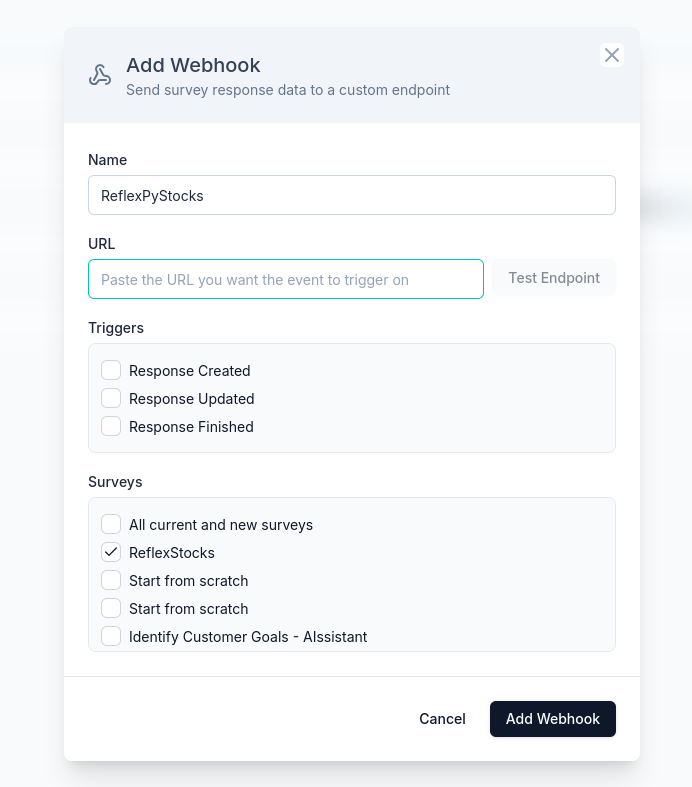 Add Webhook
Send survey response data to a custom endpoint
Name
ReflexPyStocks
URL
Paste the URL you want the event to trigger on
Test Endpoint
Triggers
Response Created
Response Updated
Response Finished
Surveys
All current and new surveys
ReflexStocks
Start from scratch
Start from scratch
Identify Customer Goals - AIssistant
Cancel
Add Webhook